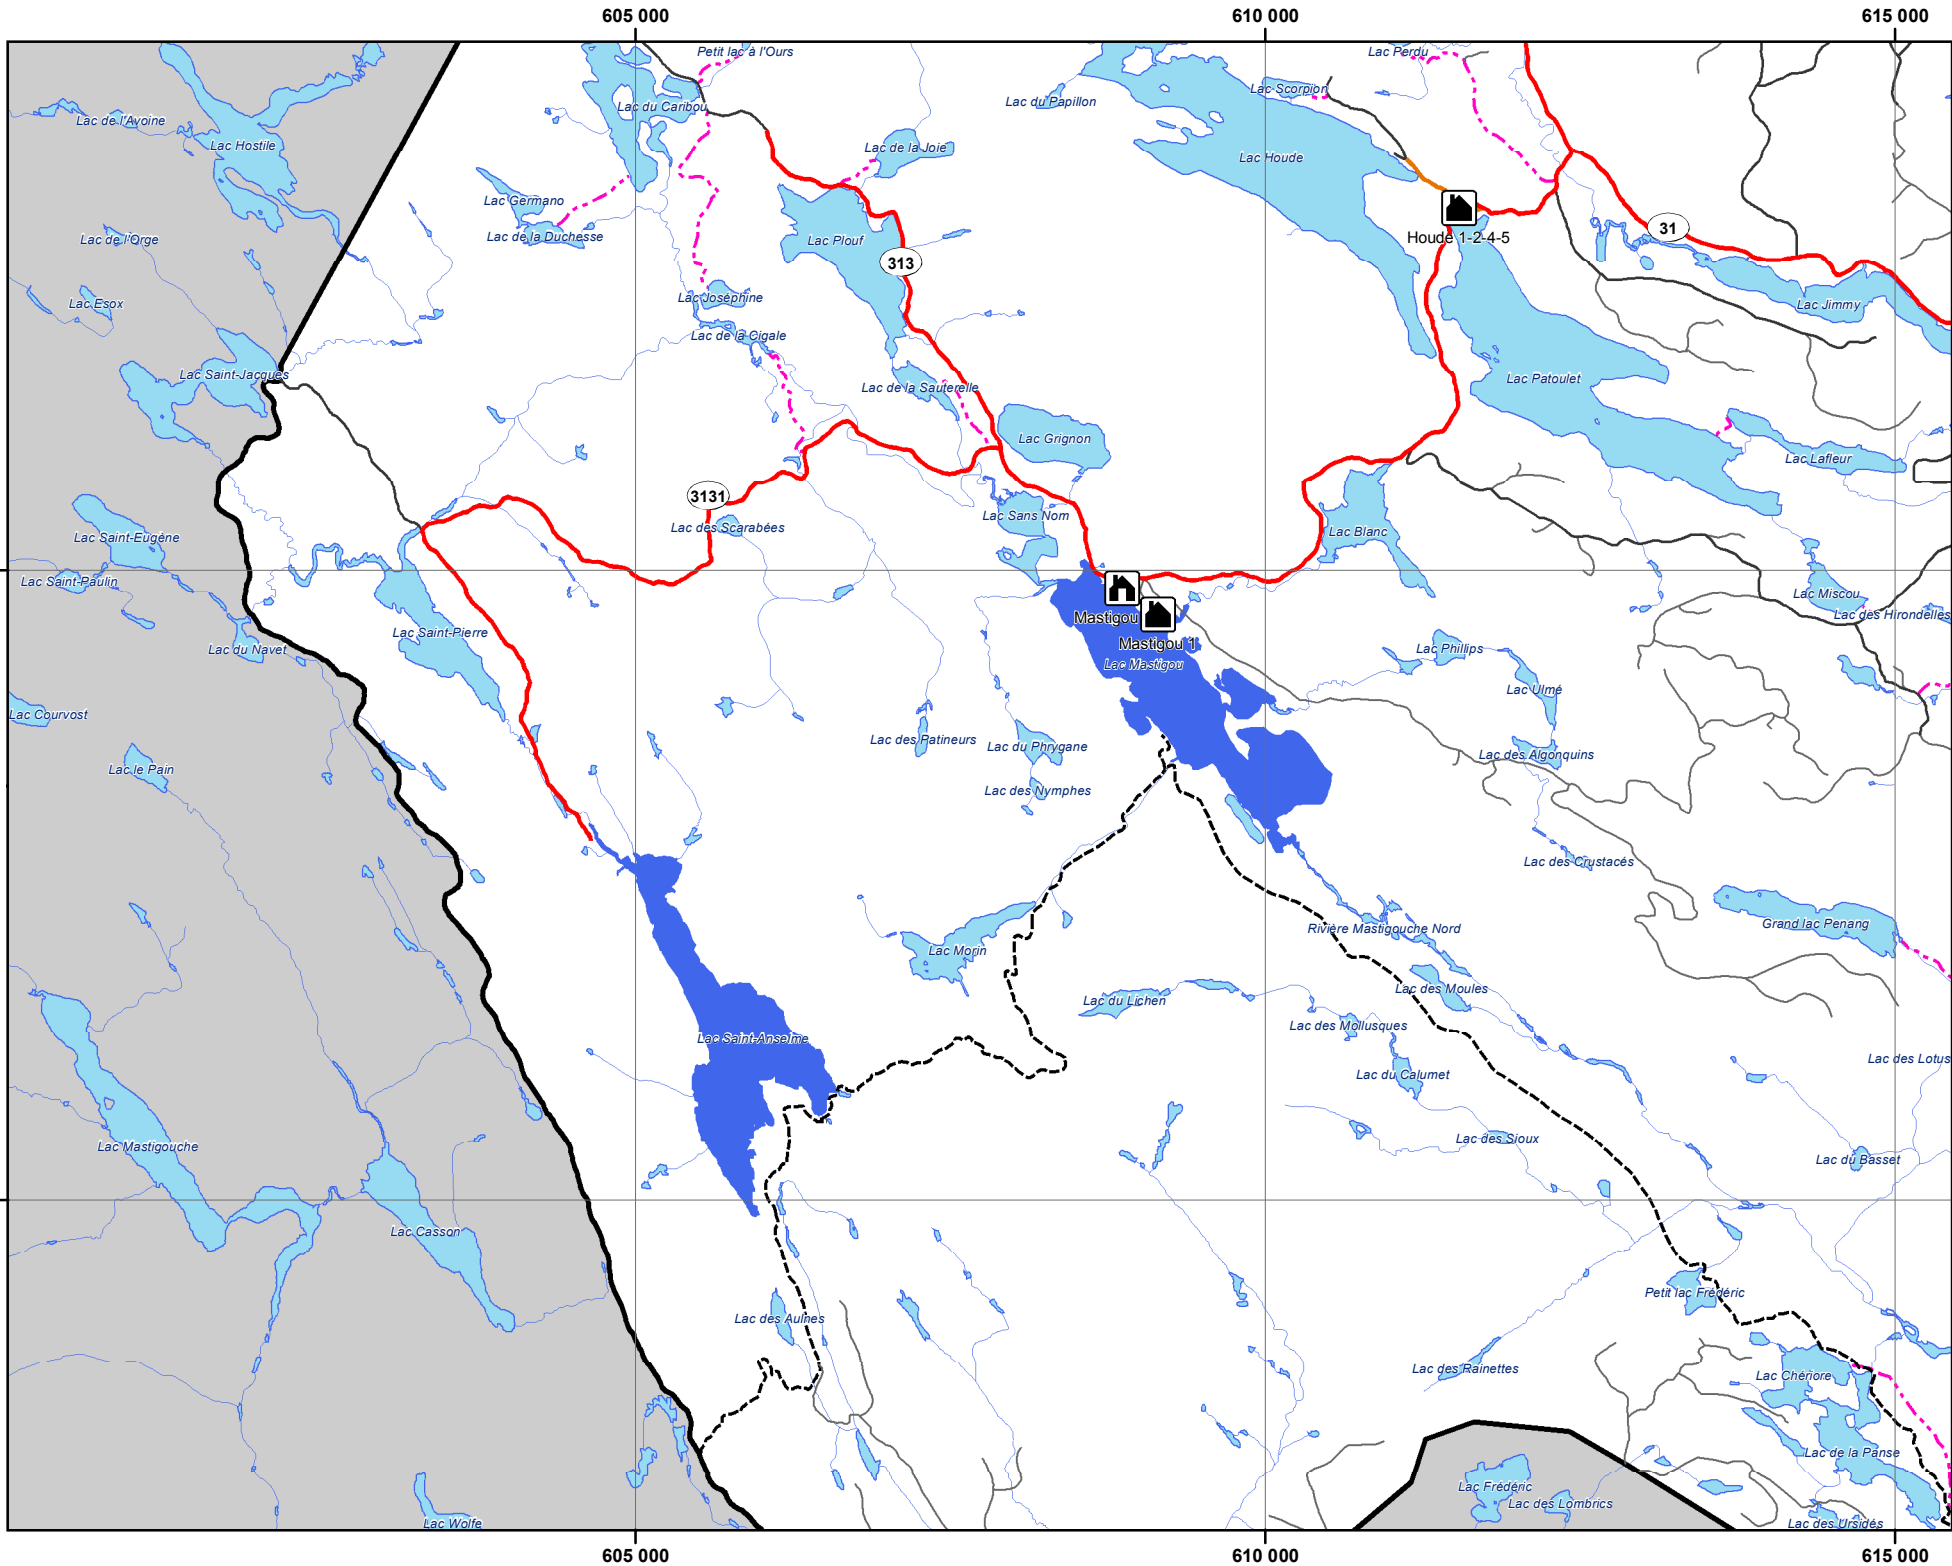 605 000
610 000
615 000
Petit lac à l'Ours
Lac Perdu
Lac Scorpion
Lac du Papillon
Lac du Caribou
Lac de l'Avoine
Lac Hostile
Lac de la Joie
Lac Houde
Lac Germano
Lac de la Duchesse
Lac de l'Orge
Lac Plouf
Houde 1-2-4-5
31
313
Lac Esox
Lac Joséphine
Lac de la Cigale
Lac Jimmy
Lac Saint-Jacques
Lac de la Sauterelle
Lac Patoulet
Lac Grignon
Lac Lafleur
3131
Lac des Scarabées
Lac Sans Nom
Lac Blanc
Lac Saint-Eugène
Lac Saint-Paulin
Lac Miscou
Lac des Hirondelles
Mastigou
Mastigou 1
Lac Mastigou
Lac Saint-Pierre
Lac du Navet
Lac Phillips
Lac Ulmé
Lac Courvost
Lac des Patineurs
Lac du Phrygane
Lac des Algonquins
Lac le Pain
Lac des Nymphes
Lac des Crustacés
Grand lac Penang
Rivière Mastigouche Nord
Lac Morin
Lac des Moules
Lac du Lichen
Lac des Mollusques
Lac Saint-Anselme
Lac des Lotus
Lac du Calumet
Lac Mastigouche
Lac des Sioux
Lac du Basset
Lac Casson
Petit lac Frédéric
Lac des Aulnes
Lac des Rainettes
Lac Chériore
Lac de la Panse
Lac Frédéric
Lac des Lombrics
Lac Wolfe
Lac des Ursidés
605 000
610 000
615 000